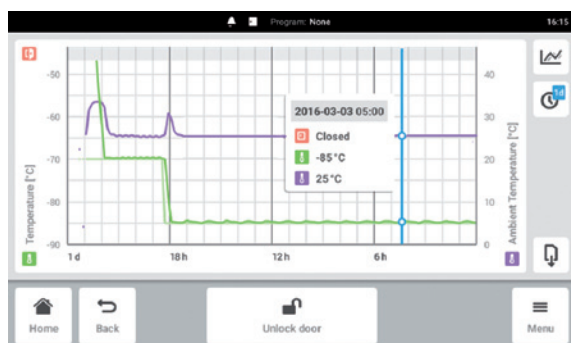 Program: None 16:15
-50
-60
-70
-80
-90
Temperature [°C]
2016-03-03 05:00
Closed
-85°C
25°C
40
30
20
10
0
Ambient Temperature [°C]
1d
1 d 18h 12h 6h
Home Back Unlock door Menu